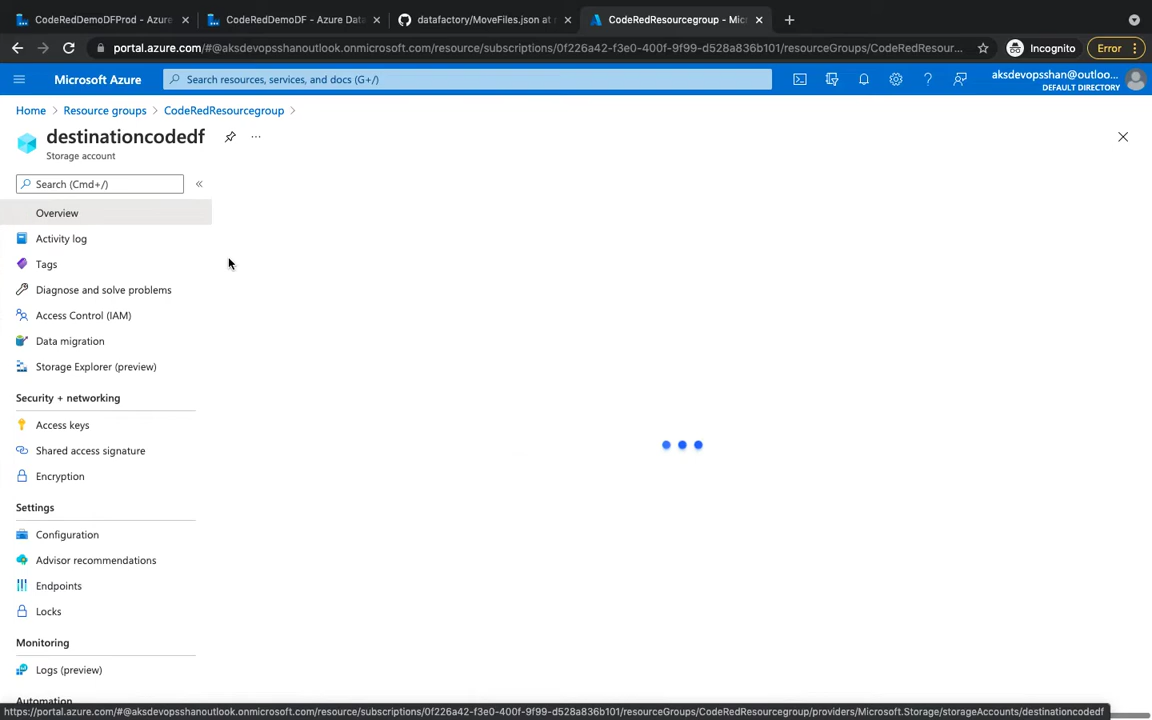 CodeRedDemoDFProd - Azure
CodeRedDemoDF - Azure Data
datafactory/MoveFiles.json at
CodeRedResourcegroup - Micr
portal.azure.com/#@aksdevopsshanoutlook.onmicrosoft.com/resource/subscriptions/0f226a42-f3e0-400f-9f99-d528a836b101/resourceGroups/CodeRedResour...
Incognito
Error
Microsoft Azure
Search resources, services, and docs (G+/)
aksdevopsshan@outloo...
DEFAULT DIRECTORY
Home > Resource groups > CodeRedResourcegroup >
destinationcodedf
...
Storage account
Search (Cmd+/)
«
Overview
Activity log
Tags
Diagnose and solve problems
Access Control (IAM)
Data migration
Storage Explorer (preview)
Security + networking
Access keys
Shared access signature
Encryption
Settings
Configuration
Advisor recommendations
Endpoints
Locks
Monitoring
Logs (preview)
Automation
https://portal.azure.com/#@aksdevopsshanoutlook.onmicrosoft.com/resource/subscriptions/0f226a42-f3e0-400f-9f99-d528a836b101/resourceGroups/CodeRedResourcegroup/providers/Microsoft.Storage/storageAccounts/destinationcodedf